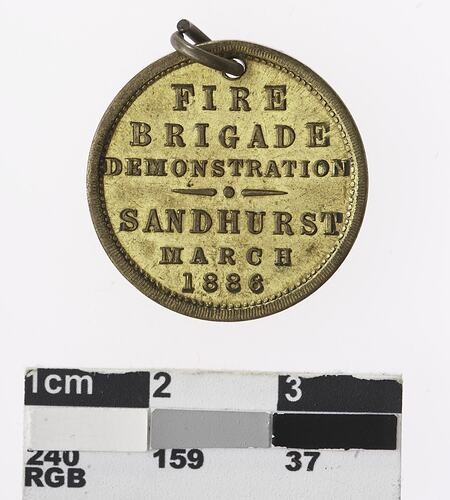 FIRE
BRIGADE
DEMONSTRATION
SANDHURST
MARCH
1886
1cm 2 3
240 159 37
RGB